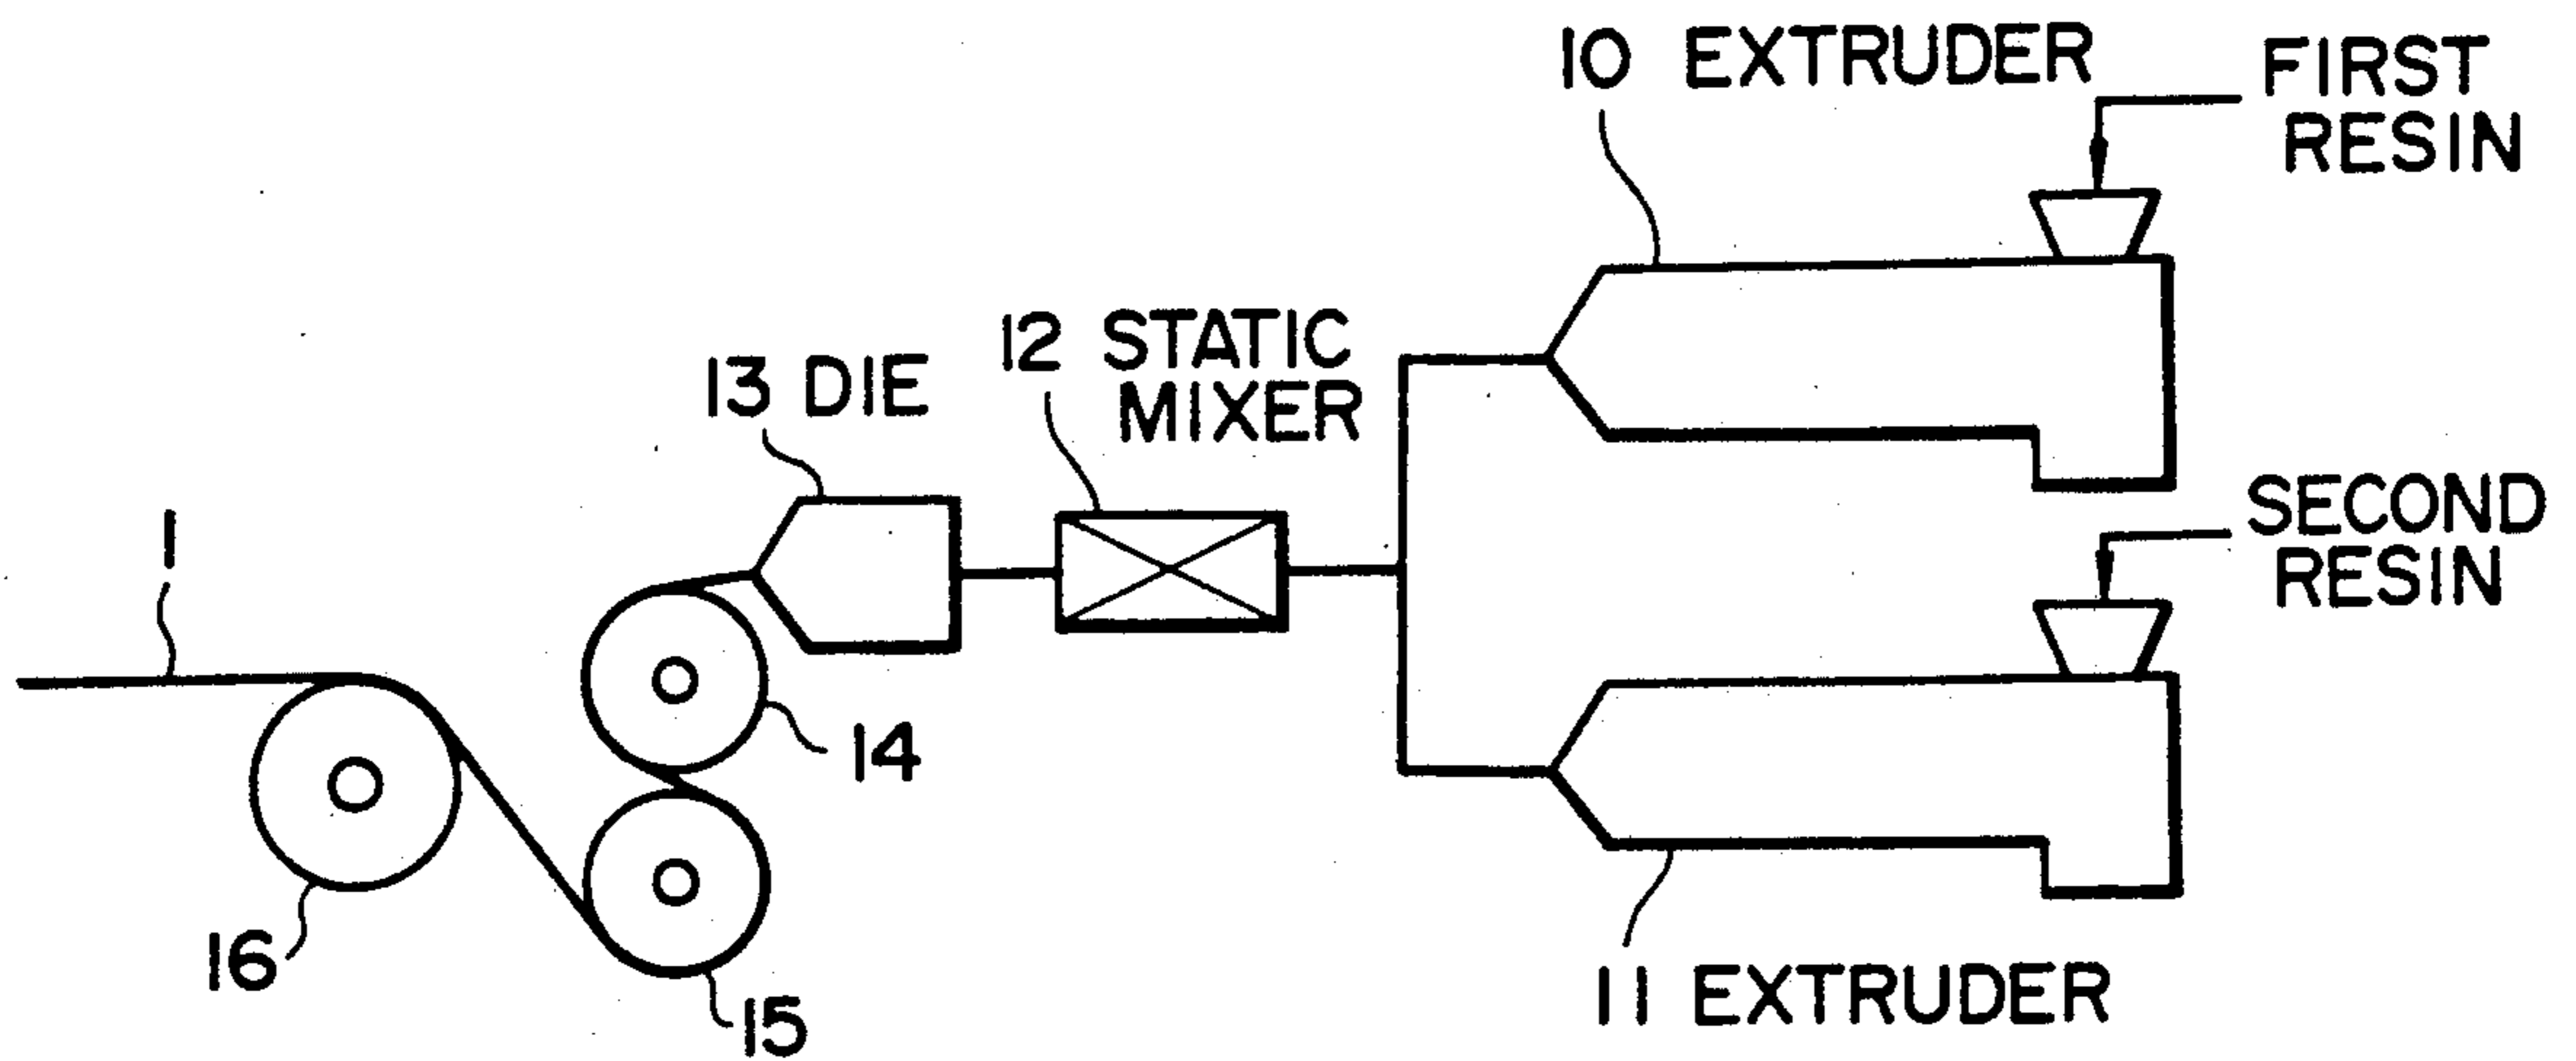 10 EXTRUDER
FIRST
RESIN
12 STATIC
MIXER
13 DIE
SECOND
RESIN
1
14
16
15
11 EXTRUDER